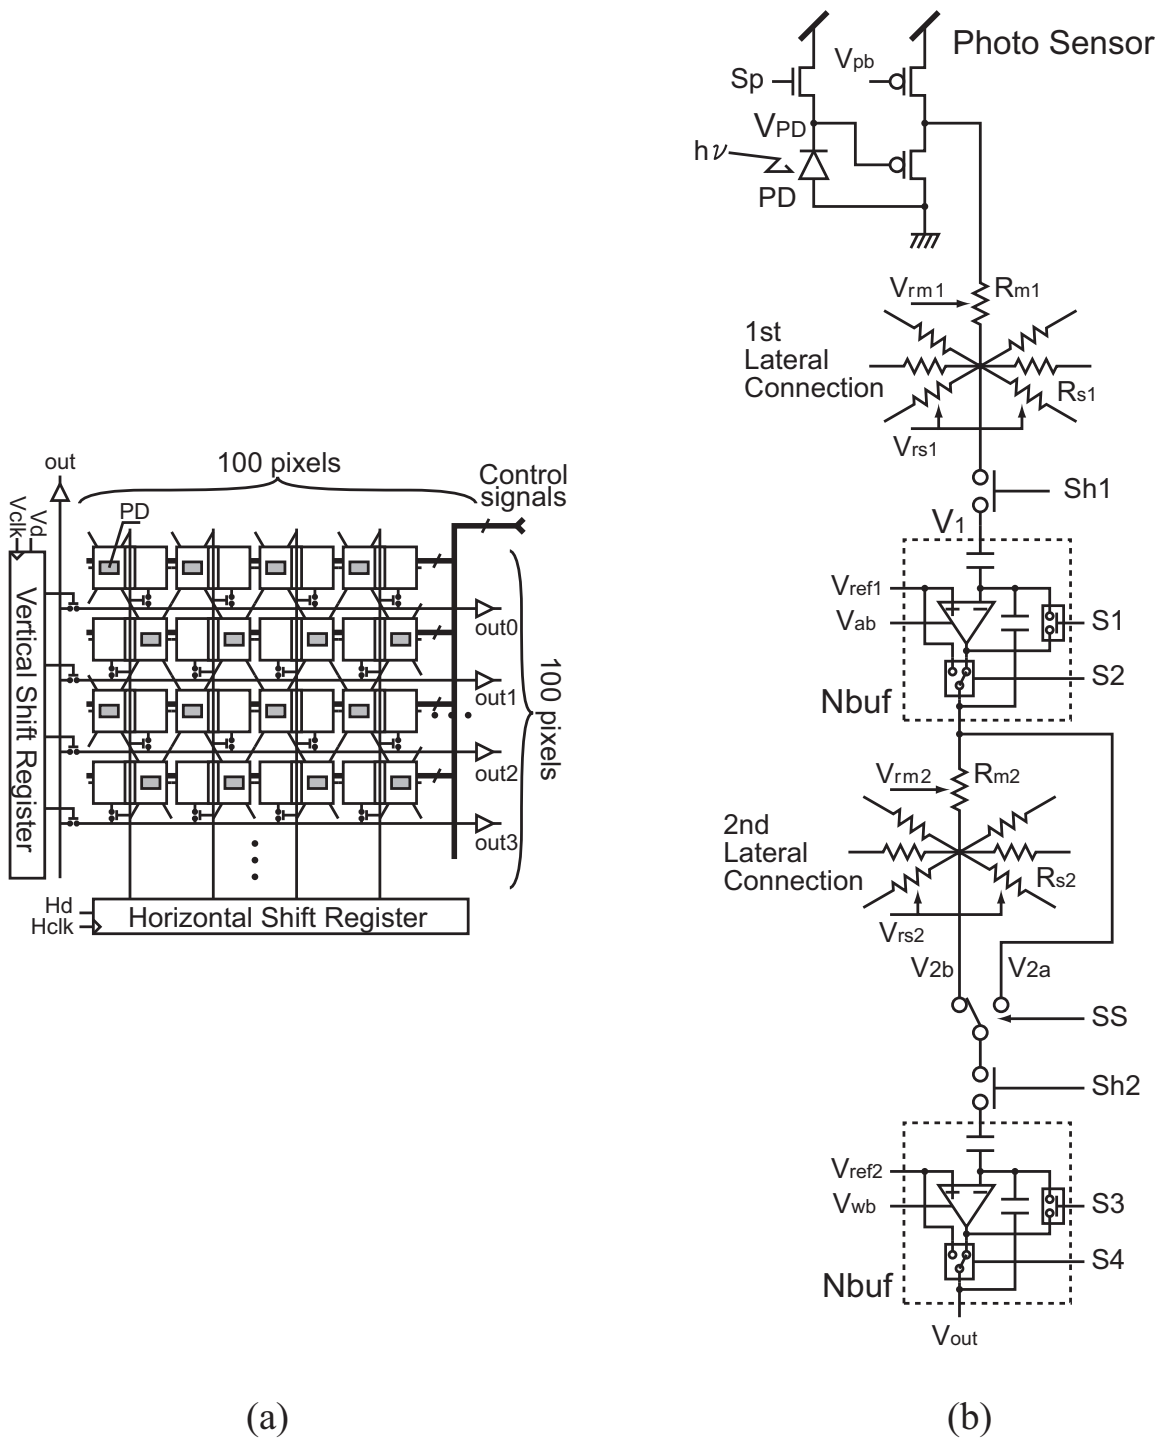 out
100 pixels
Control
signals
Vclk
Vd
PD
Vertical Shift Register
out0
out1
out2
out3
100 pixels
Hd
Hclk
Horizontal Shift Register
(a)
Photo Sensor
Sp
Vpb
VPD
hν
PD
Vrm1
Rm1
1st
Lateral
Connection
Rs1
Vrs1
Sh1
V1
Vref1
Vab
S1
S2
Nbuf
Vrm2
Rm2
2nd
Lateral
Connection
Rs2
Vrs2
V2b
V2a
SS
Sh2
Vref2
Vwb
S3
S4
Nbuf
Vout
(b)